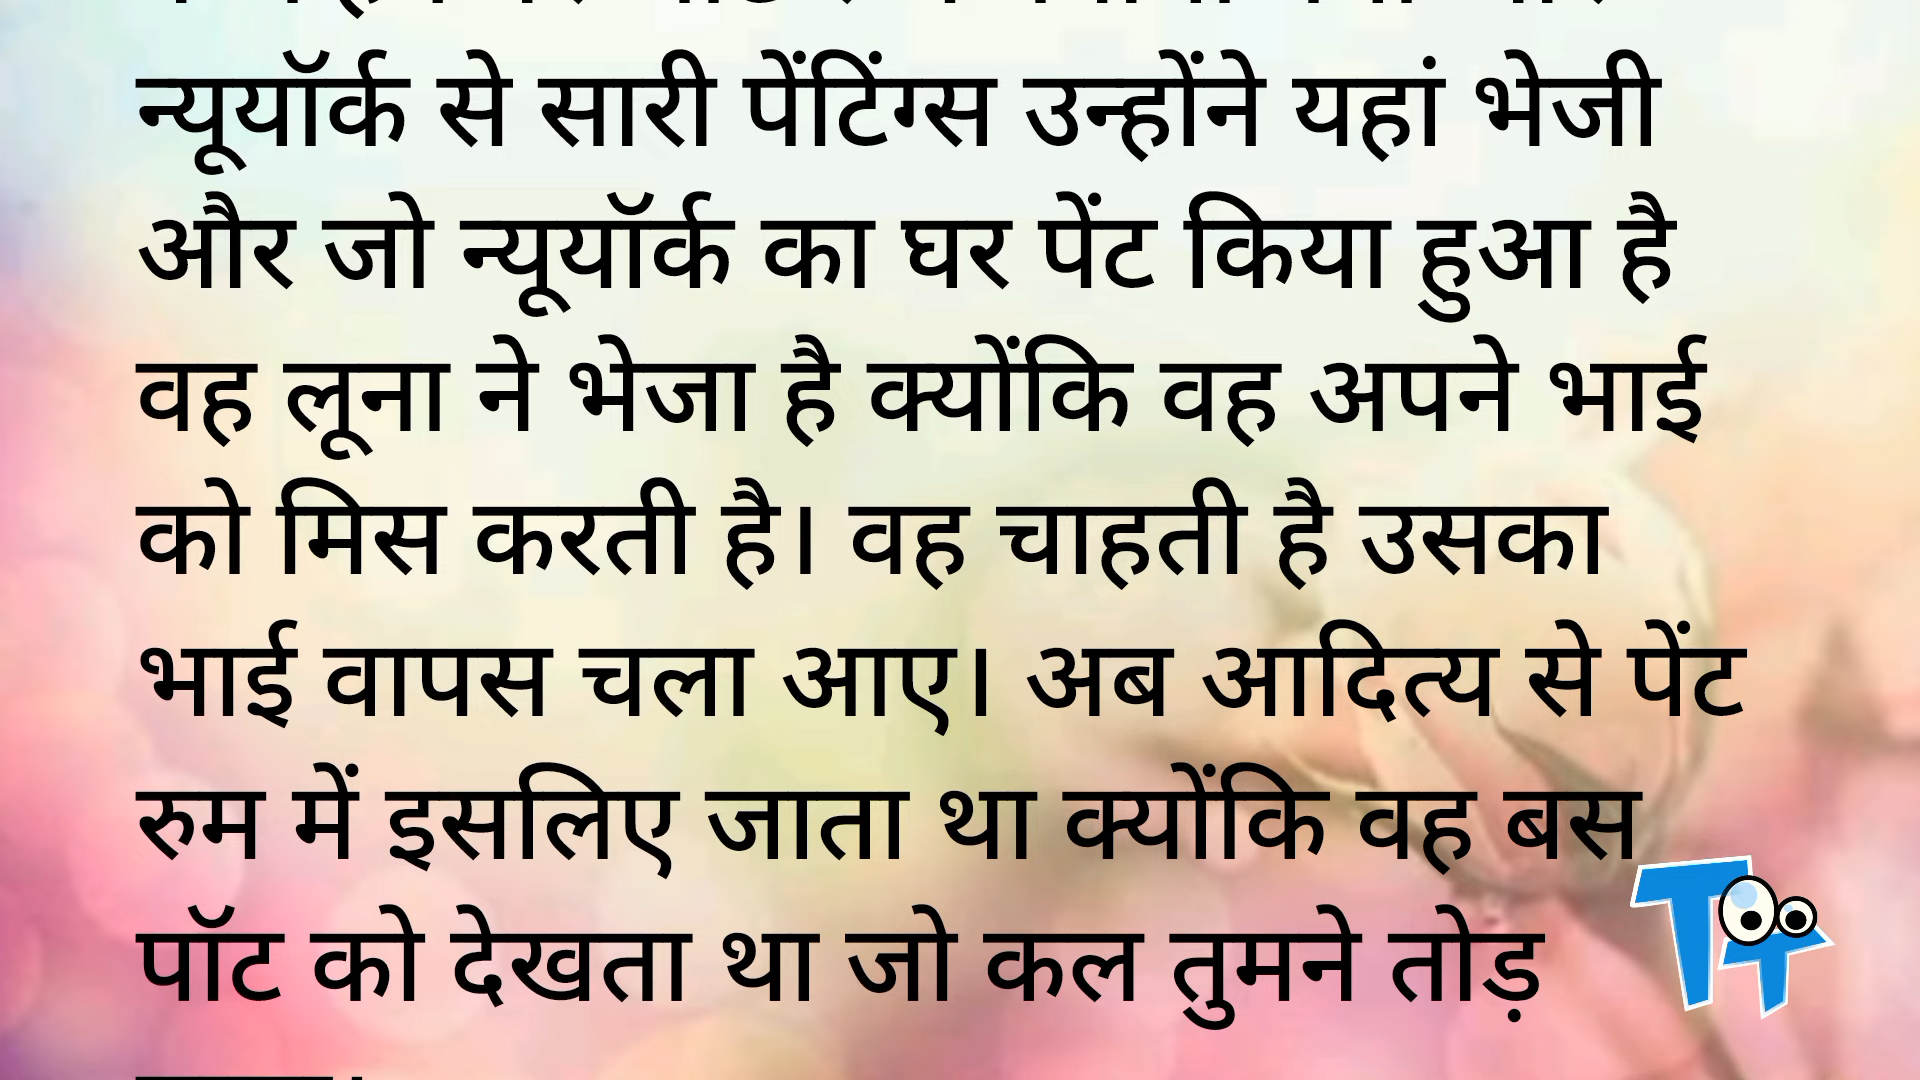 न्यूयॉर्क से सारी पेंटिंग्स उन्होंने यहां भेजी
और जो न्यूयॉर्क का घर पेंट किया हुआ है
वह लूना ने भेजा है क्योंकि वह अपने भाई
को मिस करती है। वह चाहती है उसका
भाई वापस चला आए। अब आदित्य से पेंट
रुम में इसलिए जाता था क्योंकि वह बस
पॉट को देखता था जो कल तुमने तोड़
TY